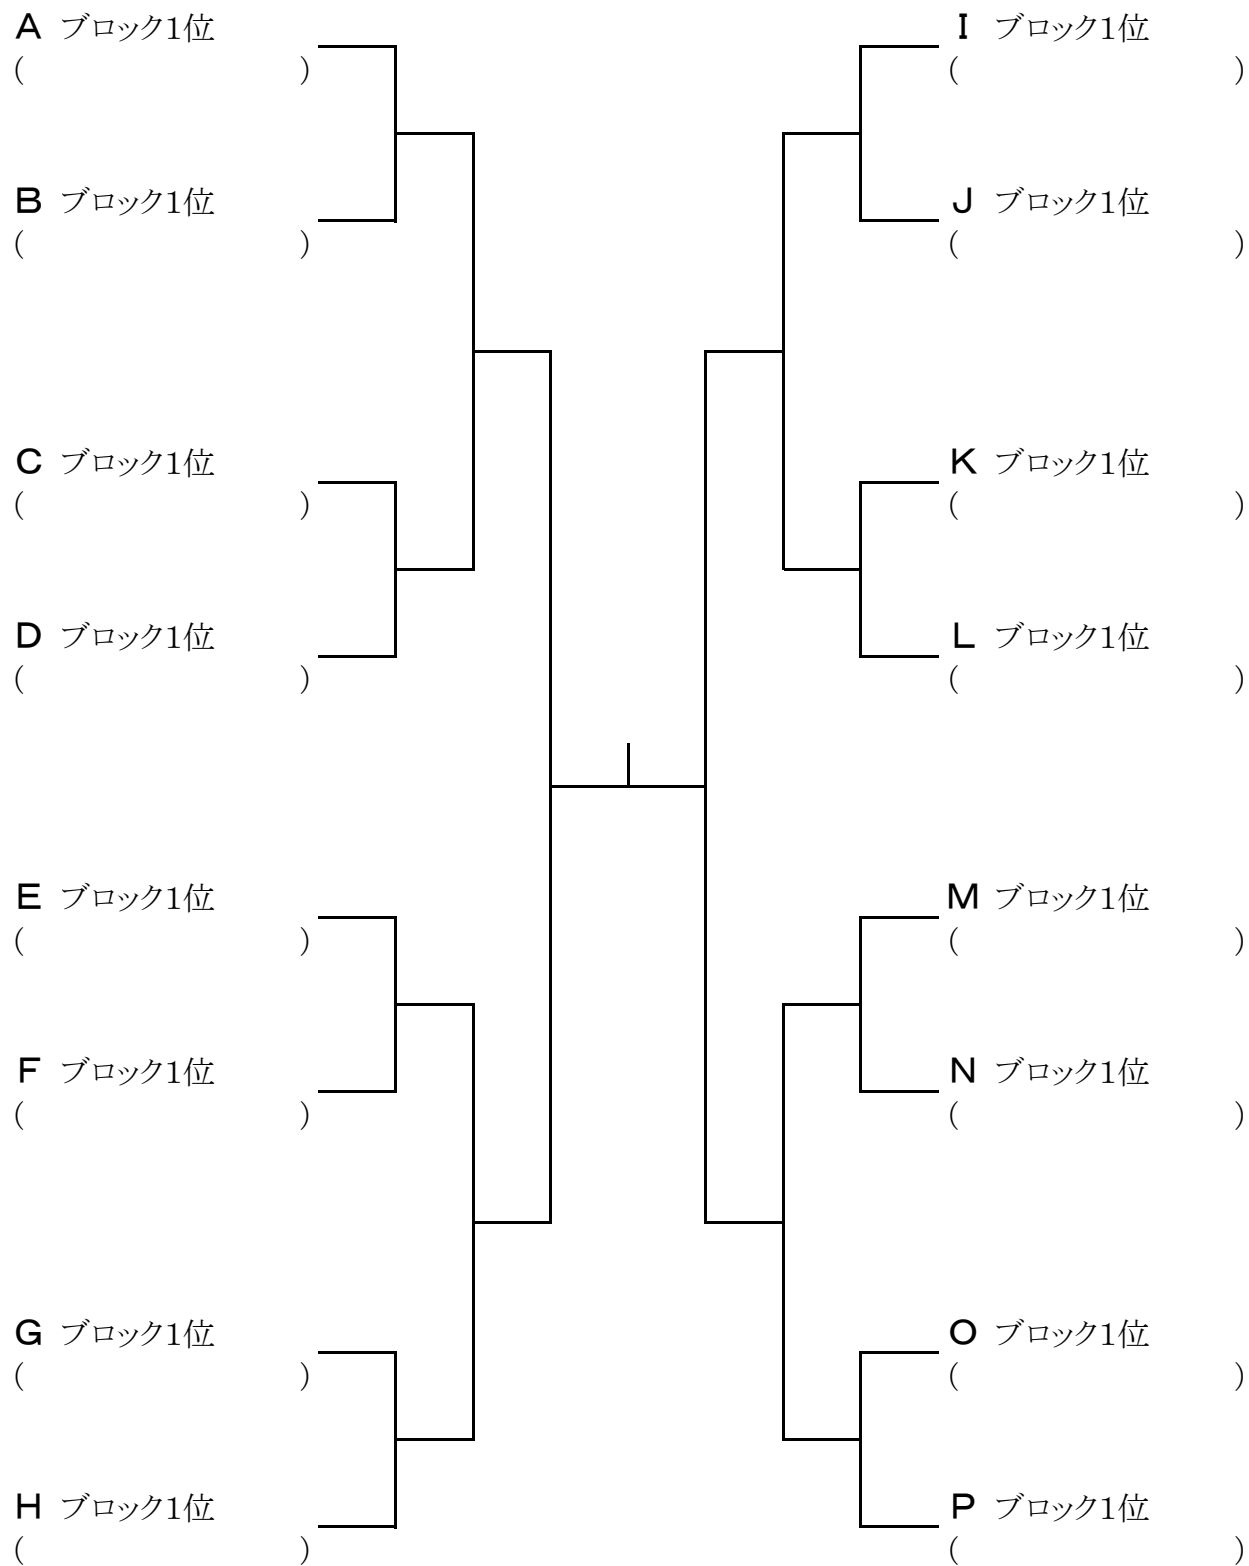 A ブロック1位
(　　　　　　　)
B ブロック1位
(　　　　　　　)
C ブロック1位
(　　　　　　　)
D ブロック1位
(　　　　　　　)
E ブロック1位
(　　　　　　　)
F ブロック1位
(　　　　　　　)
G ブロック1位
(　　　　　　　)
H ブロック1位
(　　　　　　　)
I ブロック1位
(　　　　　　　)
J ブロック1位
(　　　　　　　)
K ブロック1位
(　　　　　　　)
L ブロック1位
(　　　　　　　)
M ブロック1位
(　　　　　　　)
N ブロック1位
(　　　　　　　)
O ブロック1位
(　　　　　　　)
P ブロック1位
(　　　　　　　)